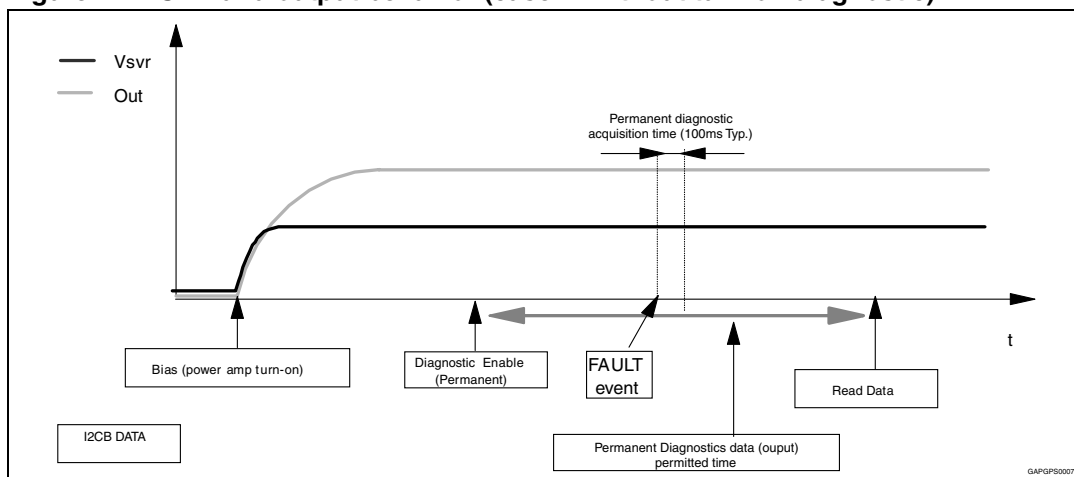 Vsvr
Out
Permanent diagnostic
acquisition time (100ms Typ.)
t
Bias (power amp turn-on)
Diagnostic Enable
(Permanent)
FAULT
event
Read Data
I2CB DATA
Permanent Diagnostics data (ouput)
permitted time
GAPGPS0007